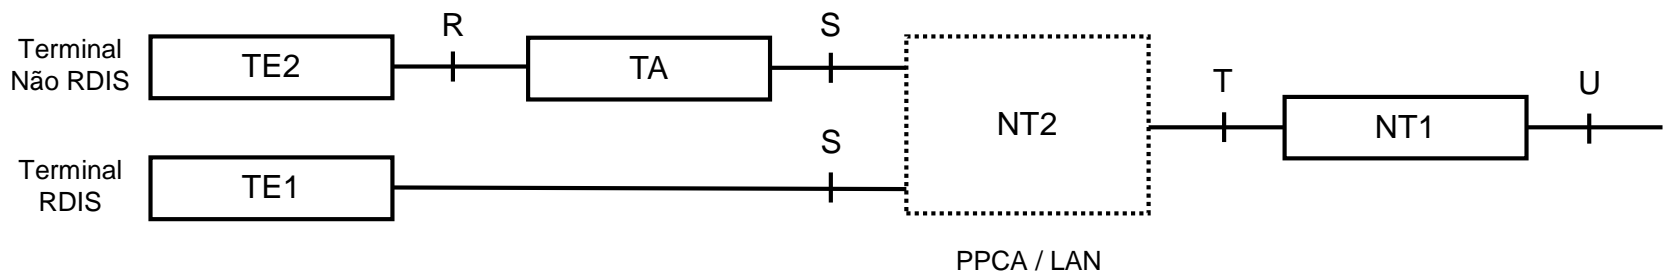 Terminal
Não RDIS
TE2
R
TA
S
NT2
T
NT1
U
Terminal
RDIS
TE1
S
PPCA / LAN